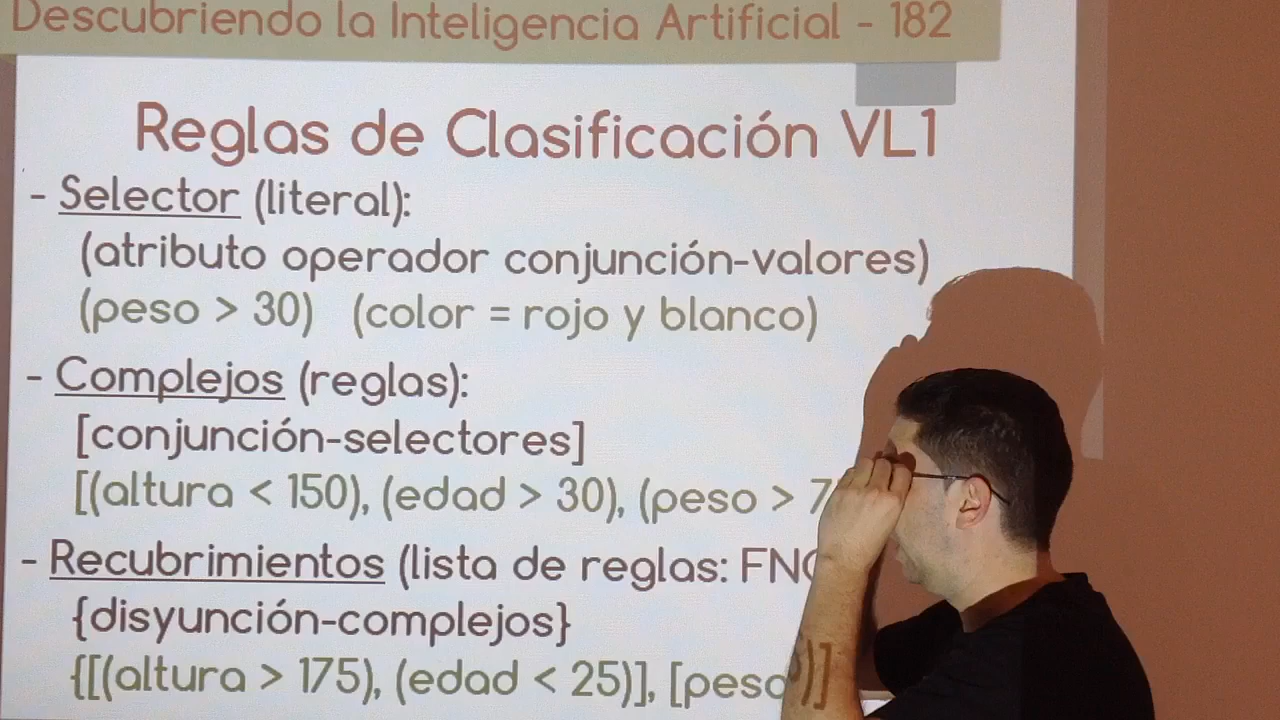 Descubriendo la Inteligencia Artificial - 182
Reglas de Clasificación VL1
- Selector (literal):
(atributo operador conjunción-valores)
(peso > 30) (color = rojo y blanco)
- Complejos (reglas):
[conjunción-selectores]
[(altura < 150), (edad > 30), (peso > 7
- Recubrimientos (lista de reglas: FN
{disyunción-complejos}
{[(altura > 175), (edad < 25)], [peso )]